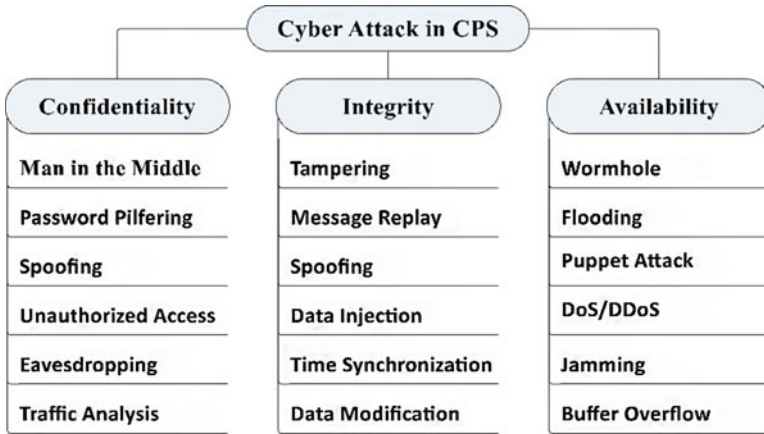 Cyber Attack in CPS
Confidentiality
Man in the Middle
Password Pilfering
Spoofing
Unauthorized Access
Eavesdropping
Traffic Analysis
Integrity
Tampering
Message Replay
Spoofing
Data Injection
Time Synchronization
Data Modification
Availability
Wormhole
Flooding
Puppet Attack
DoS/DDoS
Jamming
Buffer Overflow